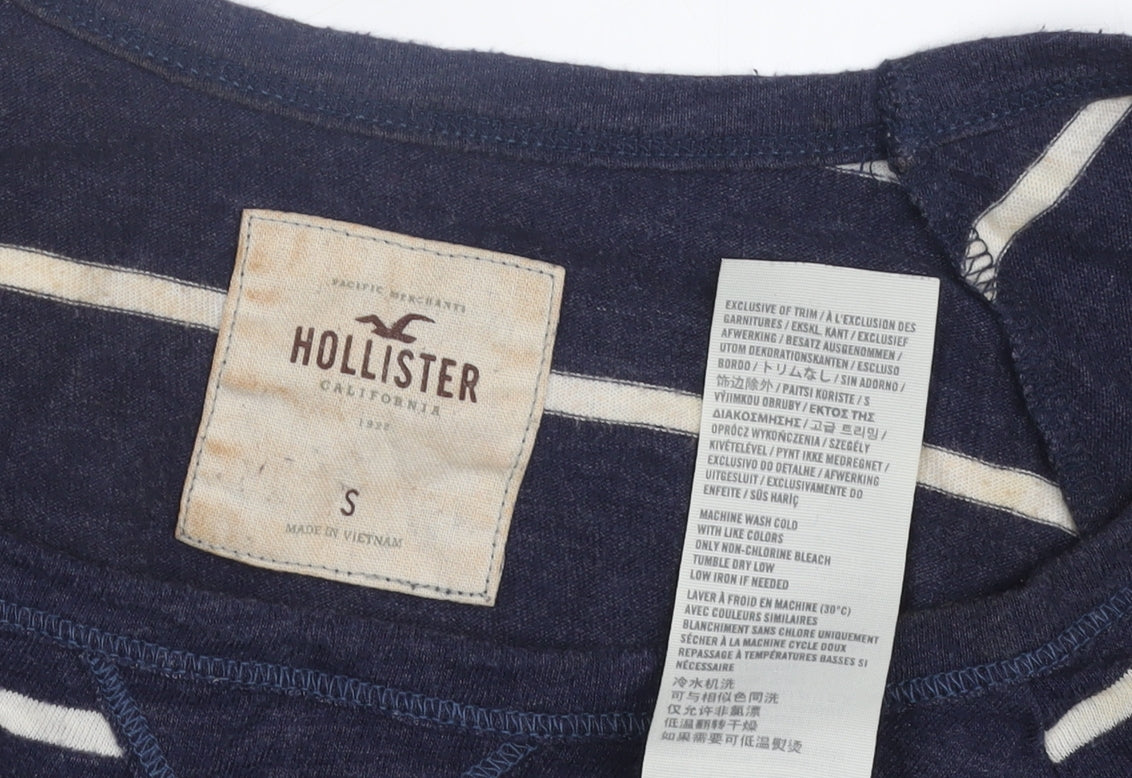 PACIFIC MERCHANTS
HOLLISTER
CALIFORNIA
1922
S
MADE IN VIETNAM
EXCLUSIVE OF TRIM / À L'EXCLUSION DES
GARNITURES / EKSKL. KANT / EXCLUSIEF
AFWERKING / BESATZ AUSGENOMMEN /
UTOM DEKORATIONSKANTEN / ESCLUSO
BORDO / トリムなし / SIN ADORNO /
饰边除外 / PAITSI KORISTE / S
VÝJIMKOU OBRUBY / ΕΚΤΟΣ ΤΗΣ
ΔΙΑΚΟΣΜΗΣΗΣ / 고급 트리밍 /
OPRÓCZ WYKOŃCZENIA / SZEGÉLY
KIVÉTELÉVEL / PYNT IKKE MEDREGNET /
EXCLUSIVO DO DETALHE / AFWERKING
UITGESLUIT / EXCLUSIVAMENTE DO
ENFEITE / SÜS HARİÇ
MACHINE WASH COLD
WITH LIKE COLORS
ONLY NON-CHLORINE BLEACH
TUMBLE DRY LOW
LOW IRON IF NEEDED
LAVER À FROID EN MACHINE (30°C)
AVEC COULEURS SIMILAIRES
BLANCHIMENT SANS CHLORE UNIQUEMENT
SÉCHER À LA MACHINE CYCLE DOUX
REPASSAGE À TEMPÉRATURES BASSES SI
NÉCESSAIRE
冷水机洗
可与相似色同洗
仅允许非氯漂
低温翻转干燥
如果需要可低温熨烫